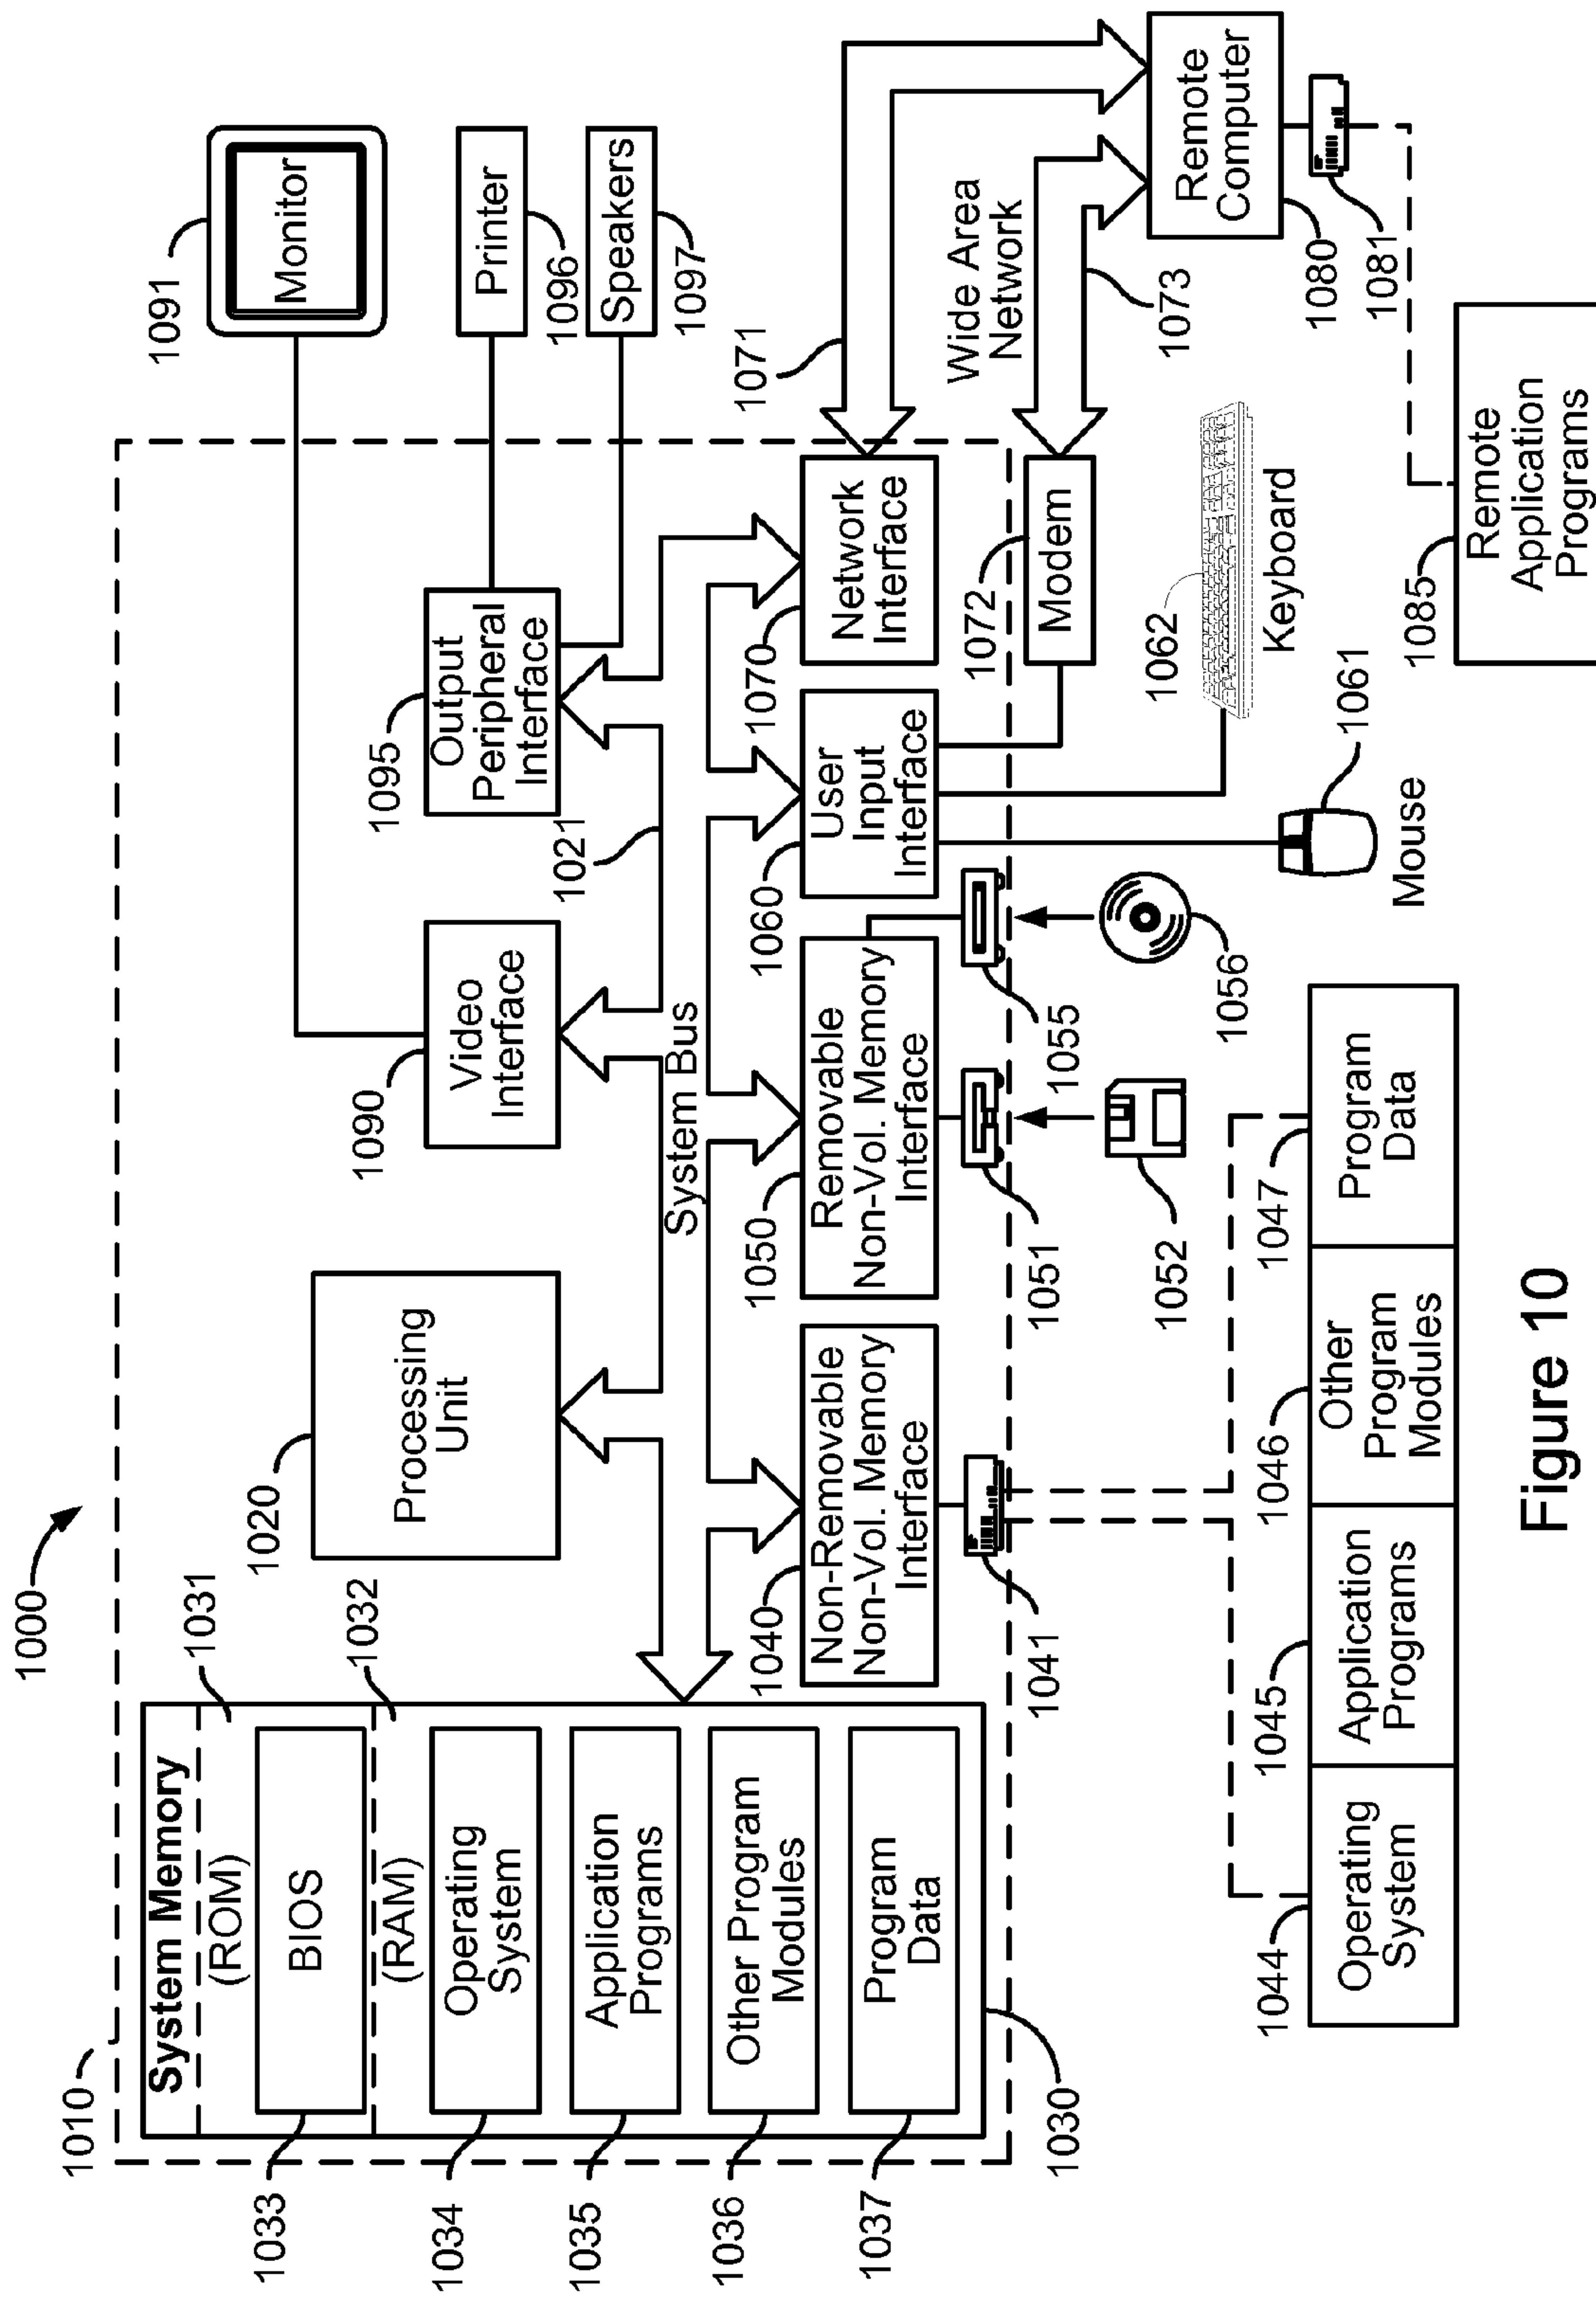 1000
1010
System Memory
(ROM)
1031
BIOS
1033
(RAM)
1032
Operating
System
1034
Application
Programs
1035
Other Program
Modules
1036
Program
Data
1037
1030
1020
Processing
Unit
1090
Video
Interface
1095
Output
Peripheral
Interface
1021
System Bus
1091
Monitor
Printer
1096
Speakers
1097
1040
Non-Removable
Non-Vol. Memory
Interface
1050
Removable
Non-Vol. Memory
Interface
1060
User
Input
Interface
1070
Network
Interface
1071
1041
1051
1055
1072
Modem
Wide Area
Network
1073
1052
1056
1062
Keyboard
1061
Mouse
Remote
Computer
1080
1081
1044
Operating
System
1045
Application
Programs
1046
Other
Program
Modules
1047
Program
Data
1085
Remote
Application
Programs
Figure 10